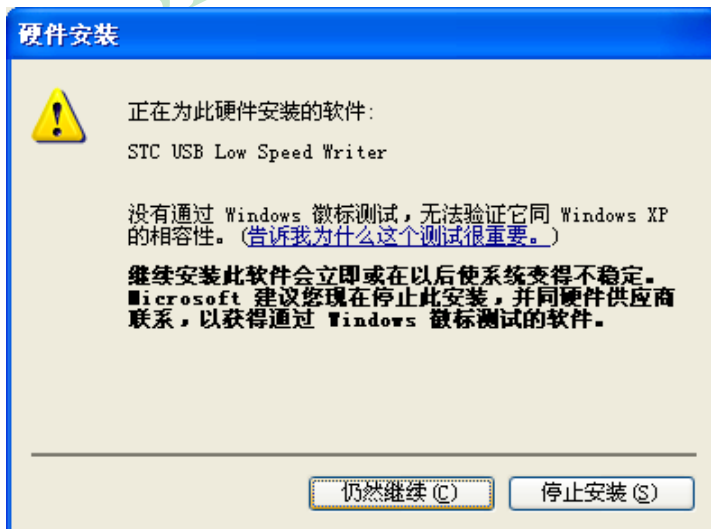 硬件安装
正在为此硬件安装的软件:
STC USB Low Speed Writer
没有通过 Windows 徽标测试，无法验证它同 Windows XP
的相容性。(告诉我为什么这个测试很重要。)
继续安装此软件会立即或在以后使系统变得不稳定。
Microsoft 建议您现在停止此安装，并同硬件供应商
联系，以获得通过 Windows 徽标测试的软件。
仍然继续(C) 停止安装(S)